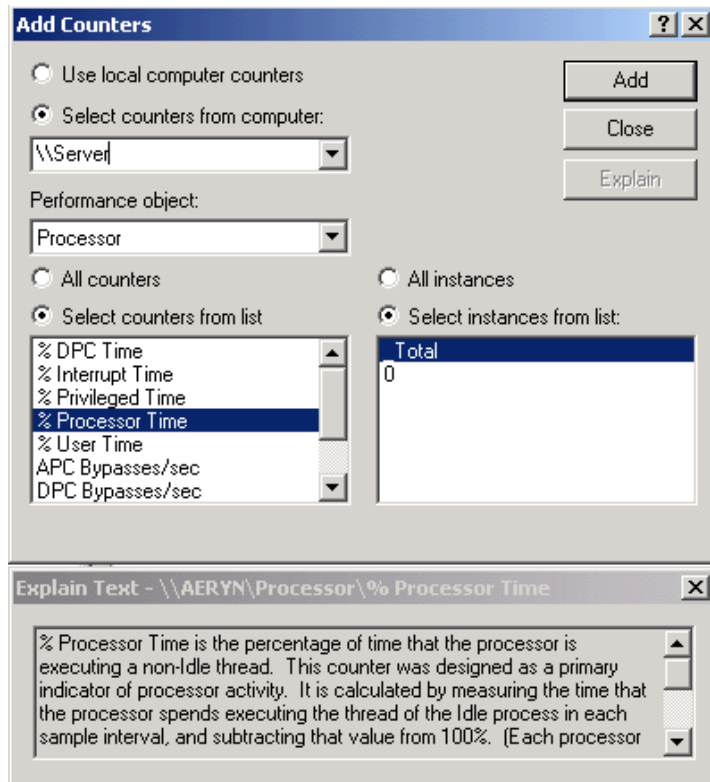 Add Counters
Use local computer counters
Select counters from computer:
\\Server
Add
Close
Explain
Performance object:
Processor
All counters
Select counters from list
% DPC Time
% Interrupt Time
% Privileged Time
% Processor Time
% User Time
APC Bypasses/sec
DPC Bypasses/sec
All instances
Select instances from list:
_Total
0
Explain Text - \\AERYN\Processor\% Processor Time
% Processor Time is the percentage of time that the processor is
executing a non-Idle thread.  This counter was designed as a primary
indicator of processor activity.  It is calculated by measuring the time that
the processor spends executing the thread of the Idle process in each
sample interval, and subtracting that value from 100%.  (Each processor